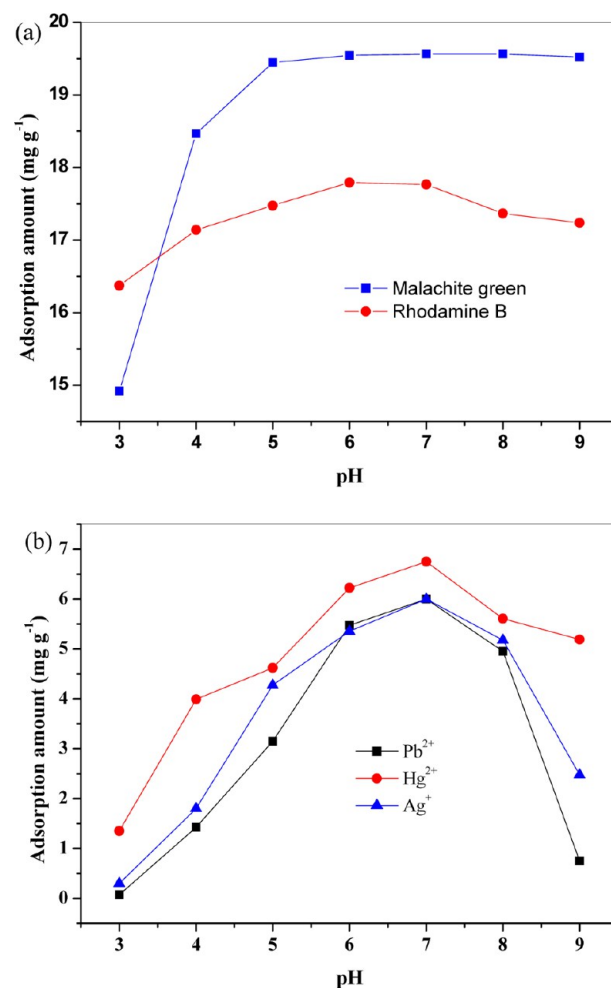 (a)
20
19
18
17
16
15
Adsorption amount (mg g⁻¹)
Malachite green
Rhodamine B
3 4 5 6 7 8 9
pH
(b)
7
6
5
4
3
2
1
0
Adsorption amount (mg g⁻¹)
Pb²⁺
Hg²⁺
Ag⁺
3 4 5 6 7 8 9
pH